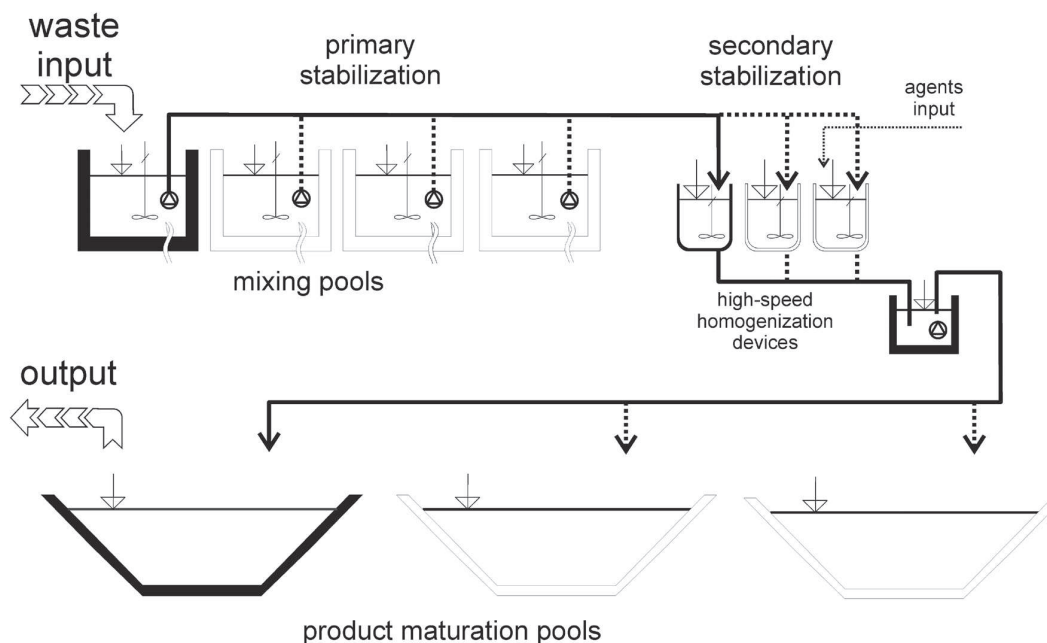 waste
input
primary
stabilization
secondary
stabilization
agents
input
mixing pools
high-speed
homogenization
devices
output
product maturation pools